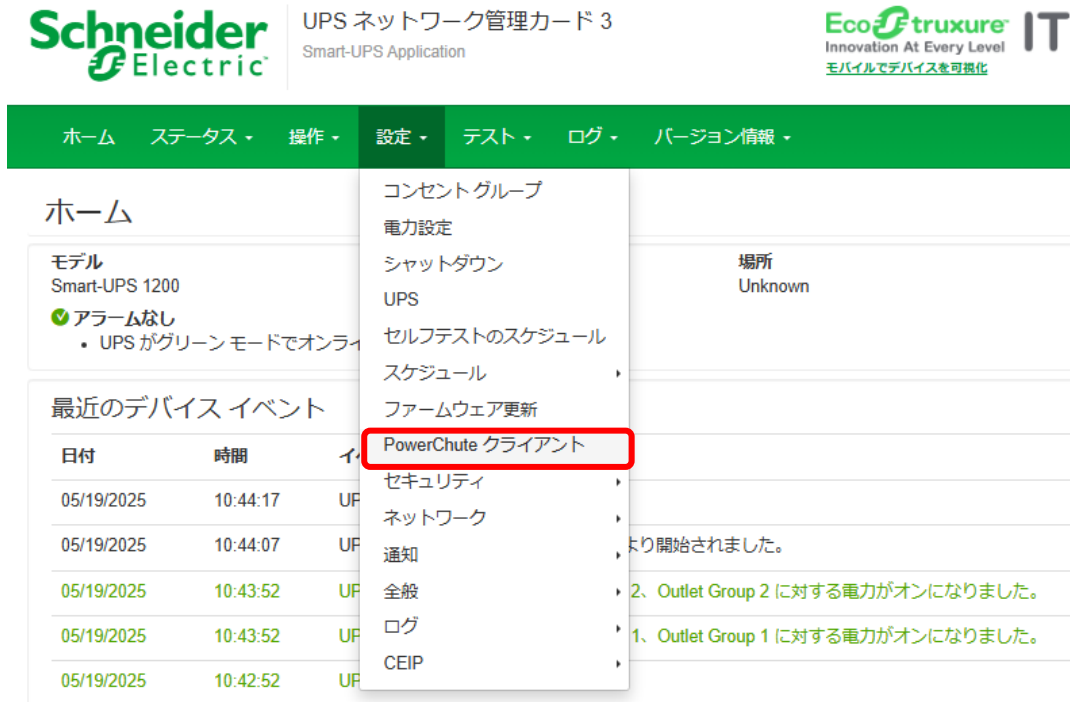 Schneider Electric
UPS ネットワーク管理カード 3
Smart-UPS Application
EcoStruxure IT
Innovation At Every Level
モバイルでデバイスを可視化
ホーム ステータス 操作 設定 テスト ログ バージョン情報
コンセント グループ
電力設定
シャットダウン
UPS
セルフテストのスケジュール
スケジュール
ファームウェア更新
PowerChute クライアント
セキュリティ
ネットワーク
通知
全般
ログ
CEIP
ホーム
モデル
Smart-UPS 1200
場所
Unknown
アラームなし
• UPS がグリーン モードでオンライ
最近のデバイス イベント
日付 時間 イ
05/19/2025 10:44:17 UP
05/19/2025 10:44:07 UP より開始されました。
05/19/2025 10:43:52 UP 2、Outlet Group 2 に対する電力がオンになりました。
05/19/2025 10:43:52 UP 1、Outlet Group 1 に対する電力がオンになりました。
05/19/2025 10:42:52 UP